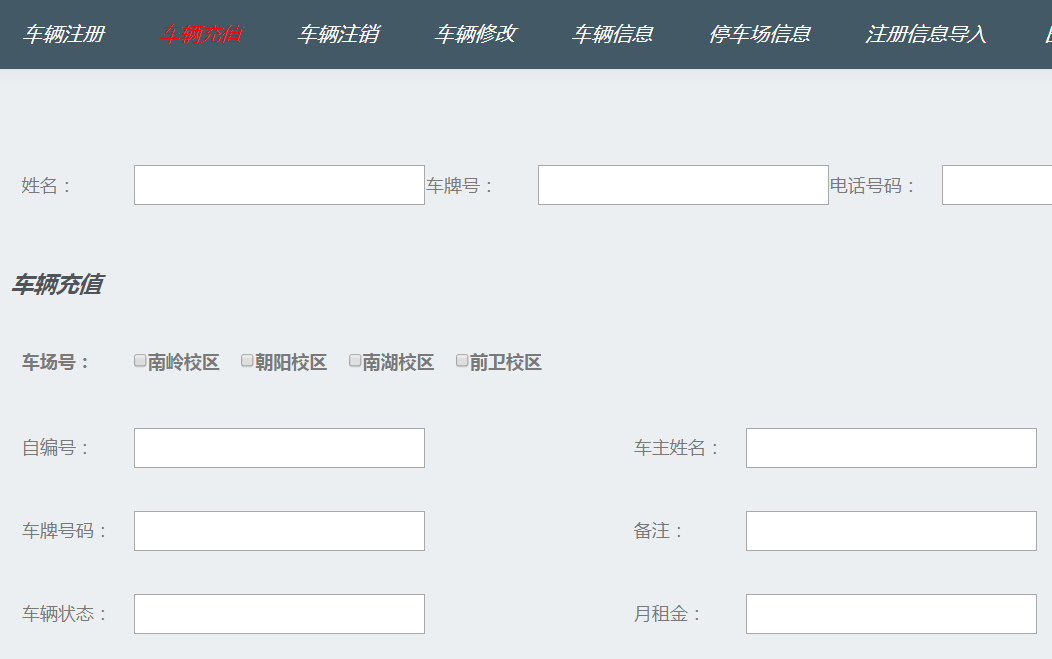 车辆注册 车辆充值 车辆注销 车辆修改 车辆信息 停车场信息 注册信息导入
姓名： 车牌号： 电话号码：
车辆充值
车场号： 南岭校区 朝阳校区 南湖校区 前卫校区
自编号： 车主姓名：
车牌号码： 备注：
车辆状态： 月租金：